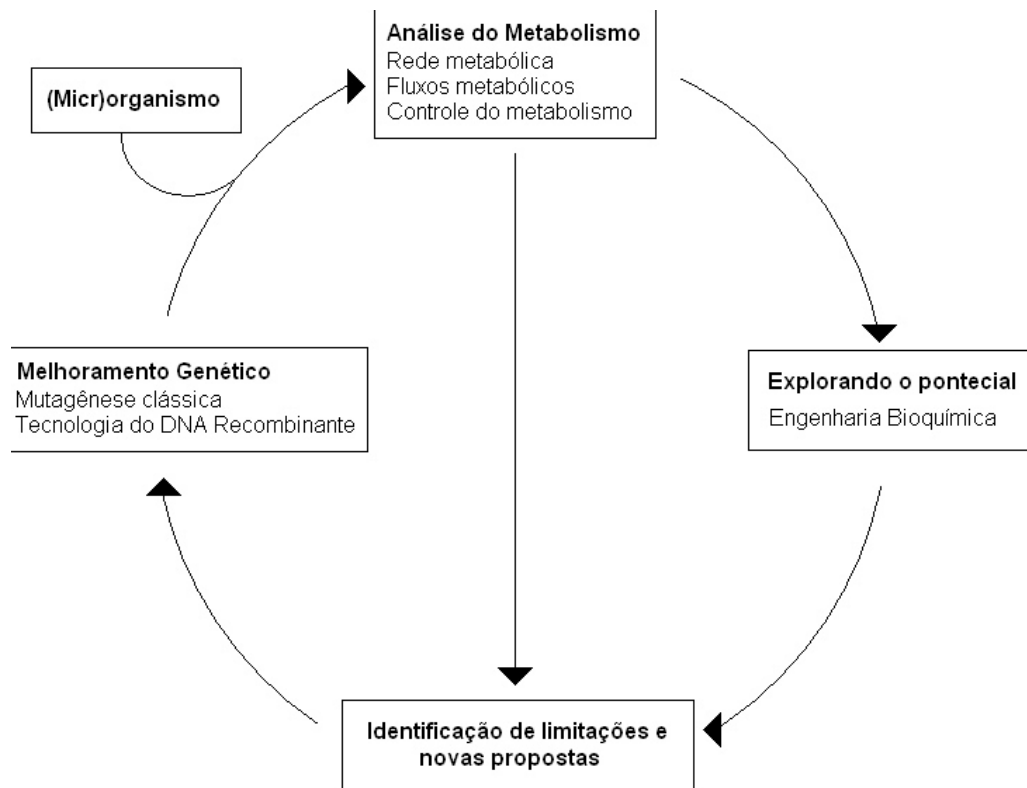 Análise do Metabolismo
Rede metabólica
Fluxos metabólicos
Controle do metabolismo
(Micr)organismo
Melhoramento Genético
Mutagênese clássica
Tecnologia do DNA Recombinante
Explorando o pontecial
Engenharia Bioquímica
Identificação de limitações e
novas propostas